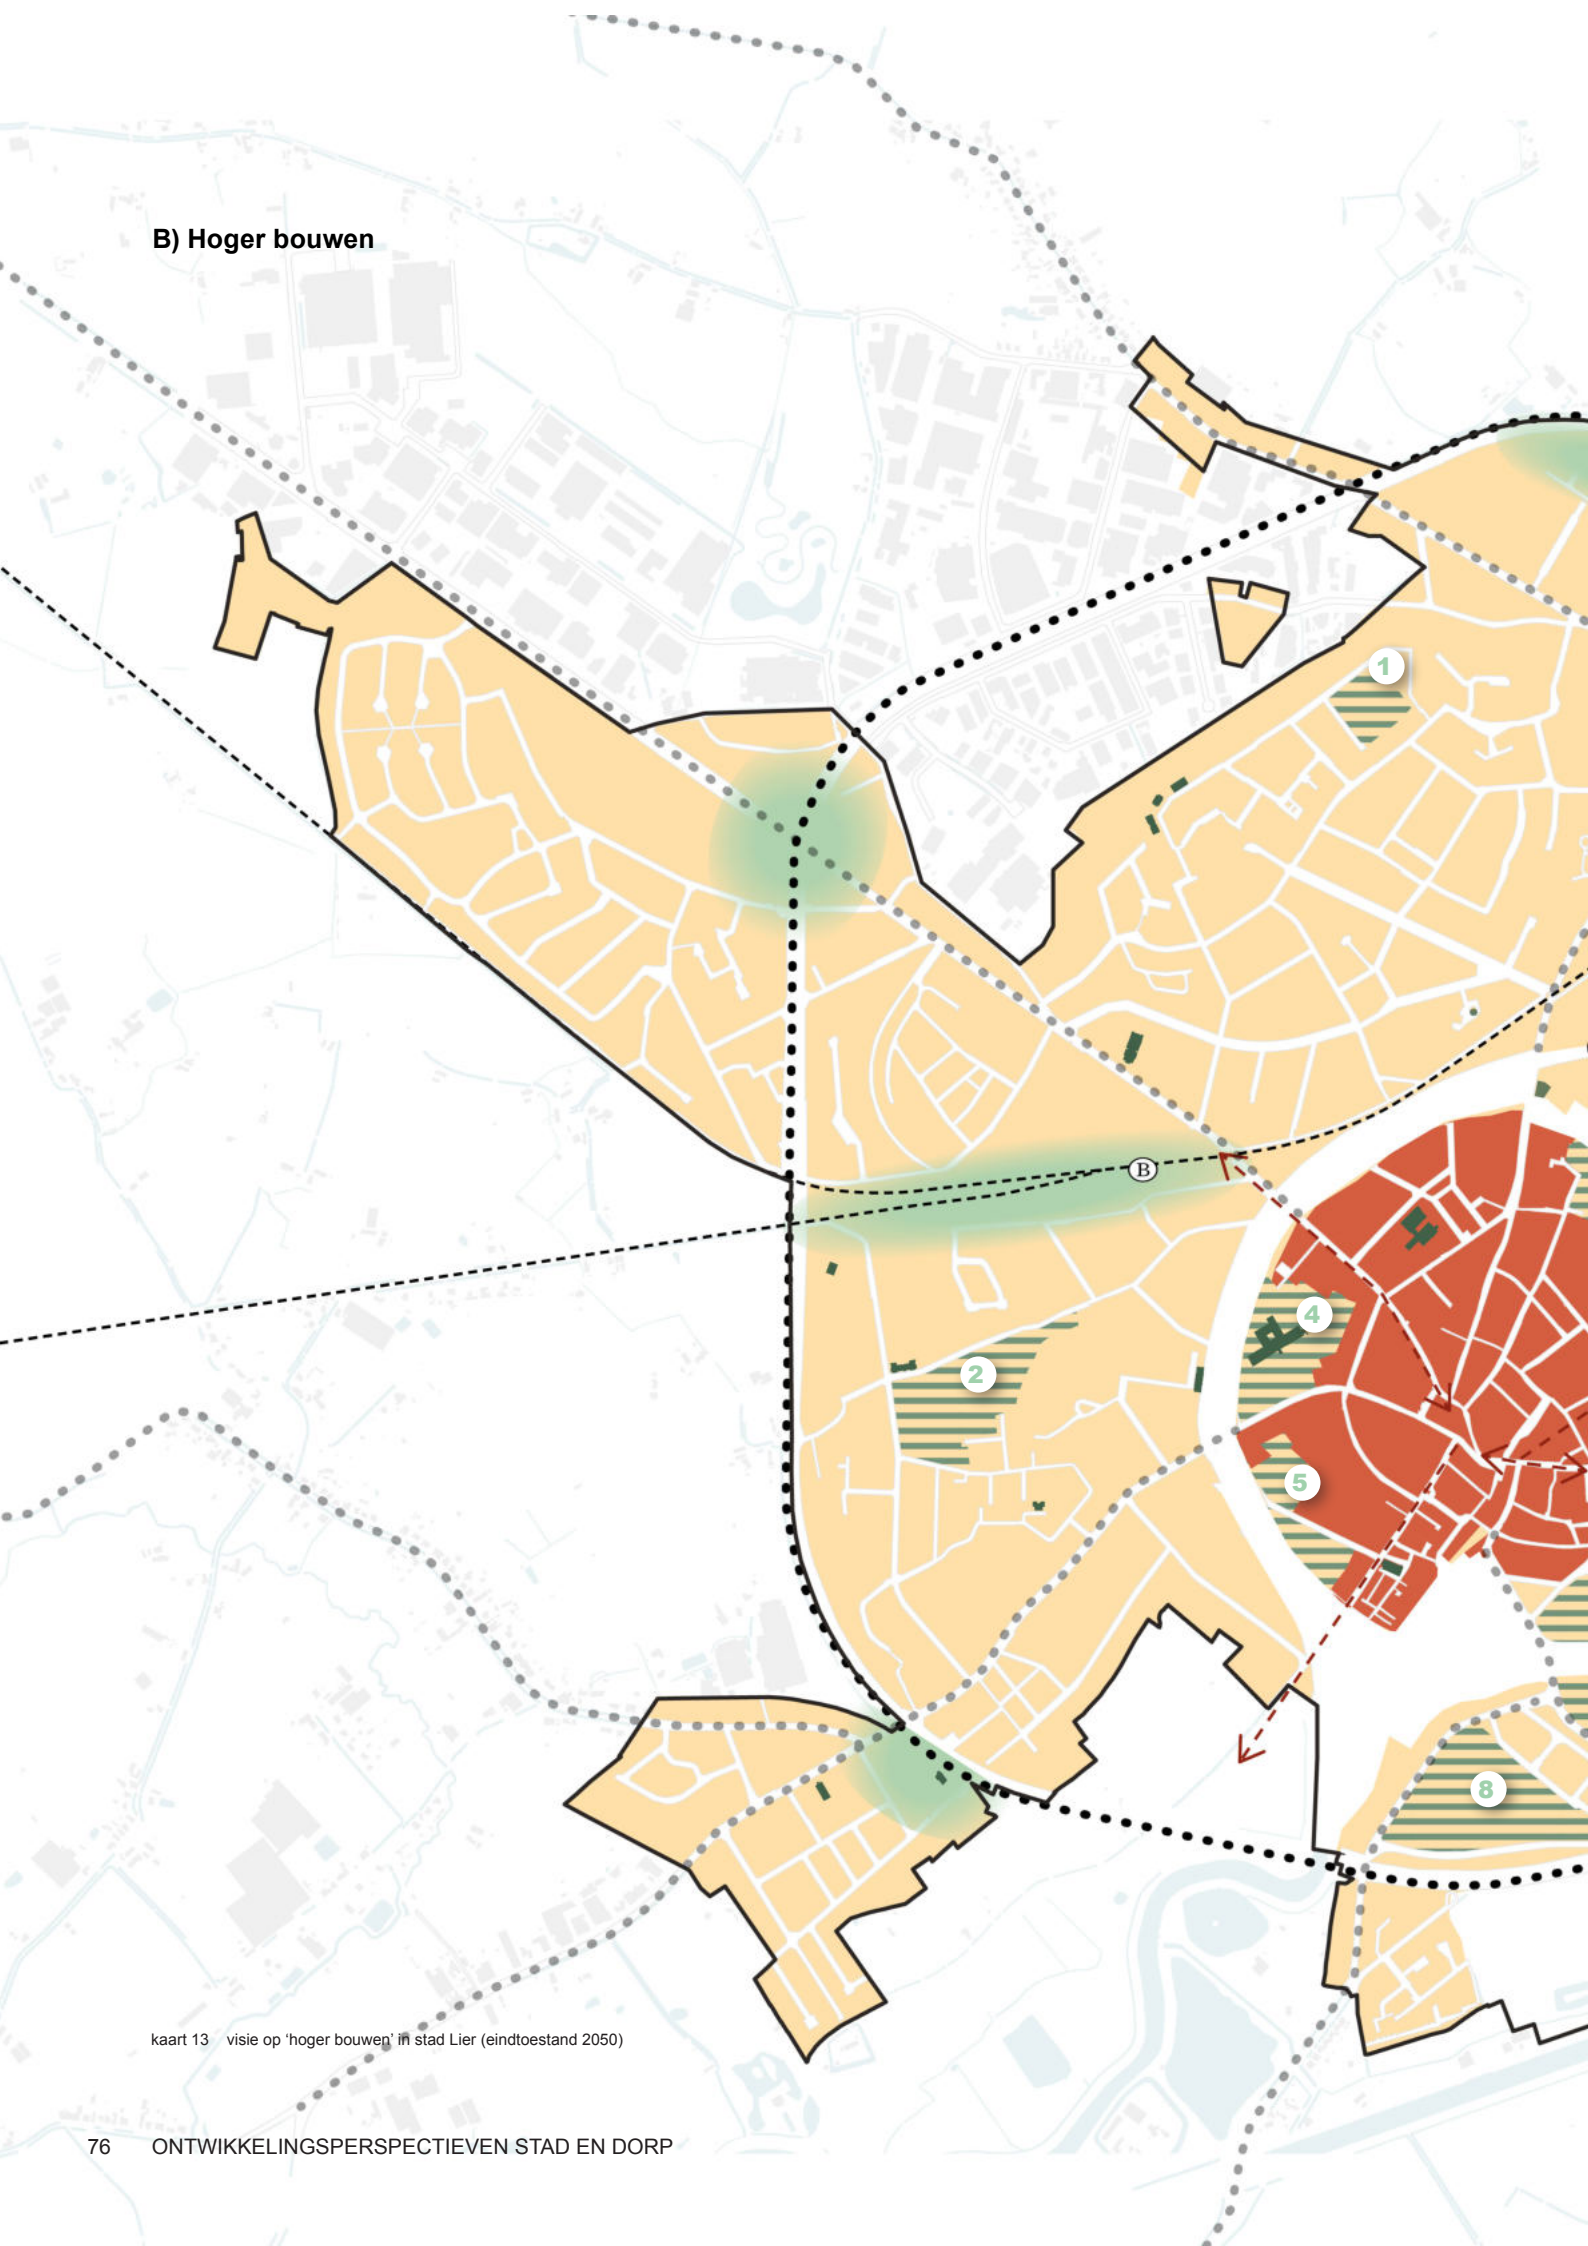 B) Hoger bouwen
1
B
4
2
5
8
kaart 13 visie op ‘hoger bouwen’ in stad Lier (eindtoestand 2050)
76 ONTWIKKELINGSPERSPECTIEVEN STAD EN DORP